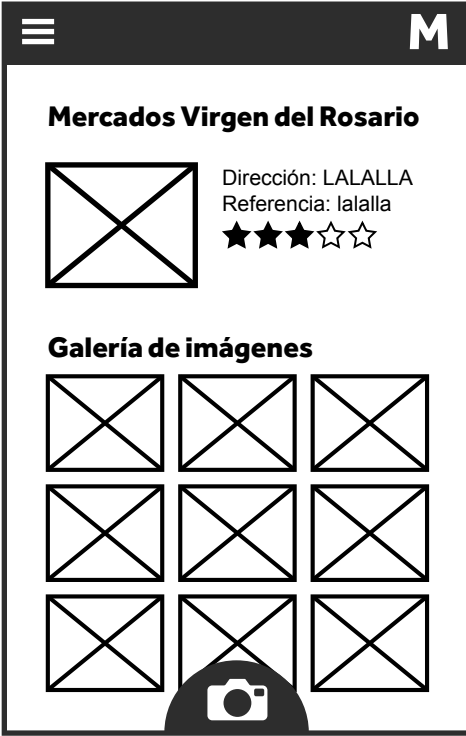 M
Mercados Virgen del Rosario
Dirección: LALALLA
Referencia: lalalla
Galería de imágenes